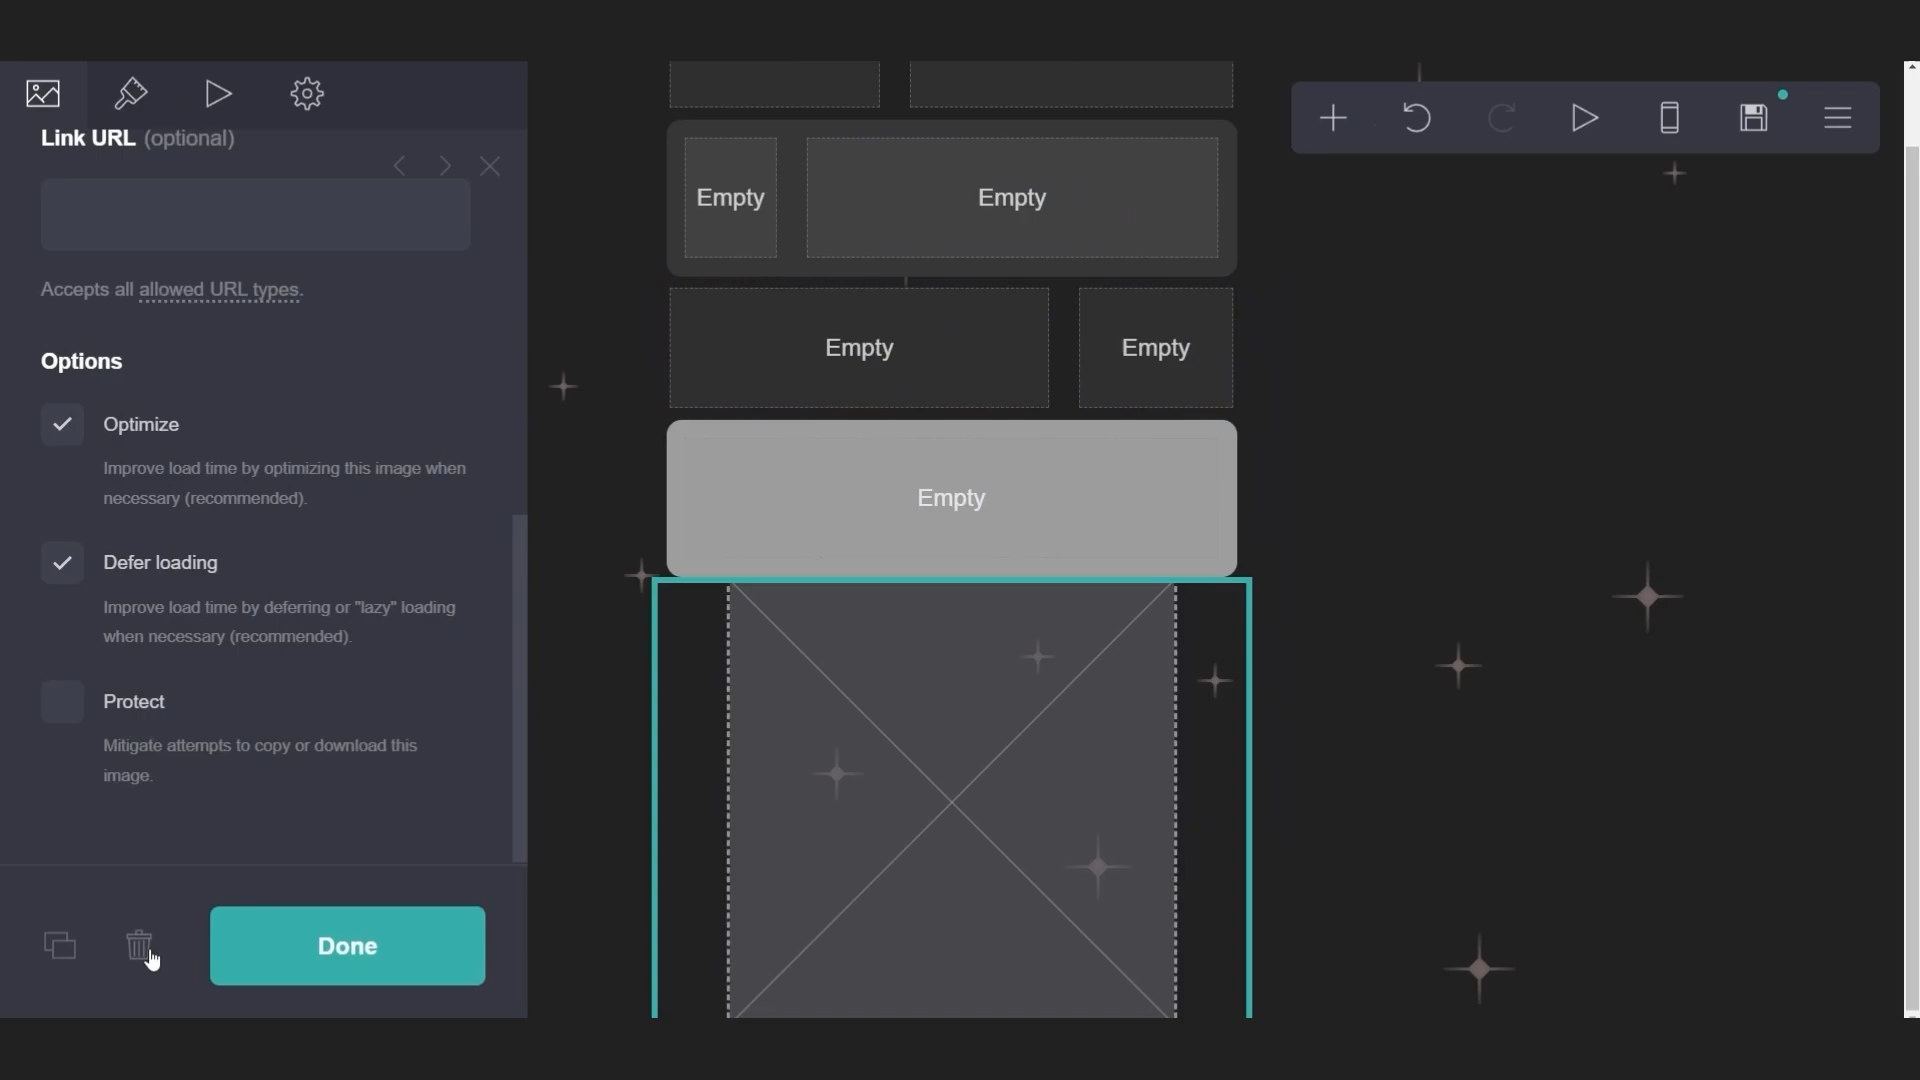 Link URL (optional)
Accepts all allowed URL types.
Options
Optimize
Improve load time by optimizing this image when
necessary (recommended).
Defer loading
Improve load time by deferring or "lazy" loading
when necessary (recommended).
Protect
Mitigate attempts to copy or download this
image.
Done
Empty
Empty
Empty
Empty
Empty